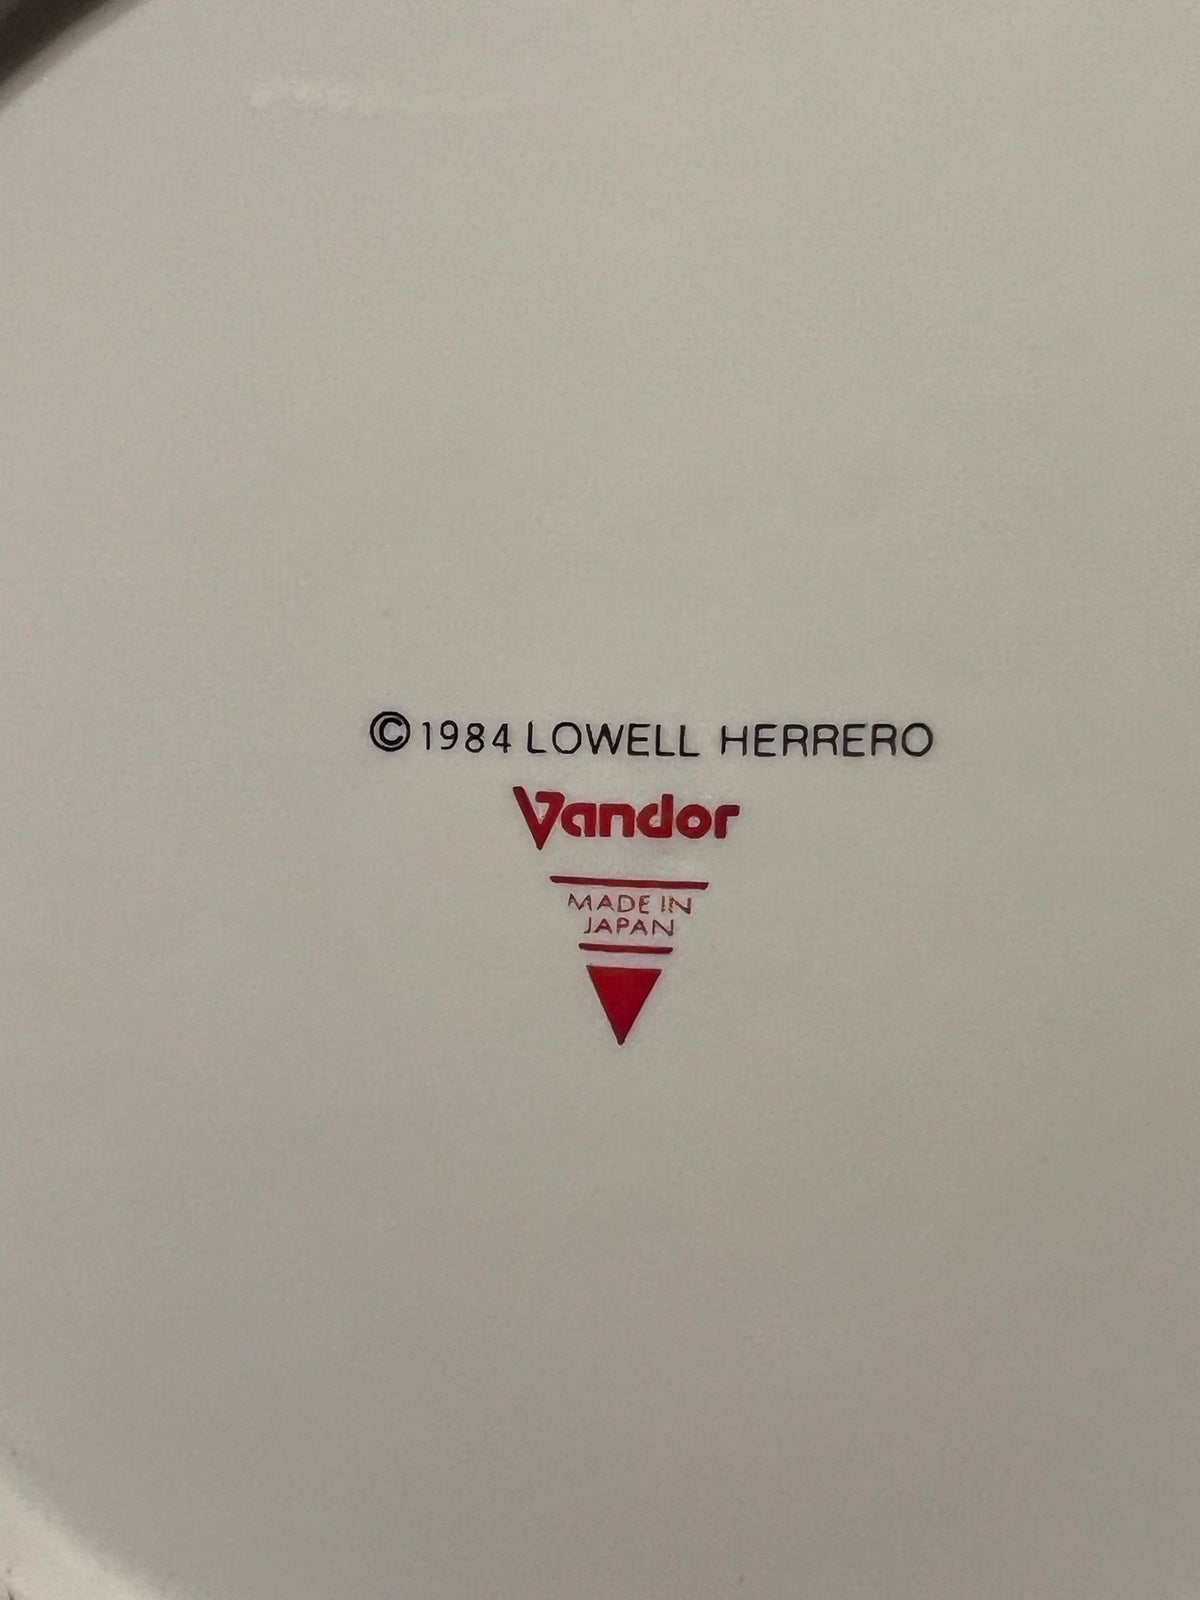 ©1984 LOWELL HERRERO
Vandor
MADE IN
JAPAN